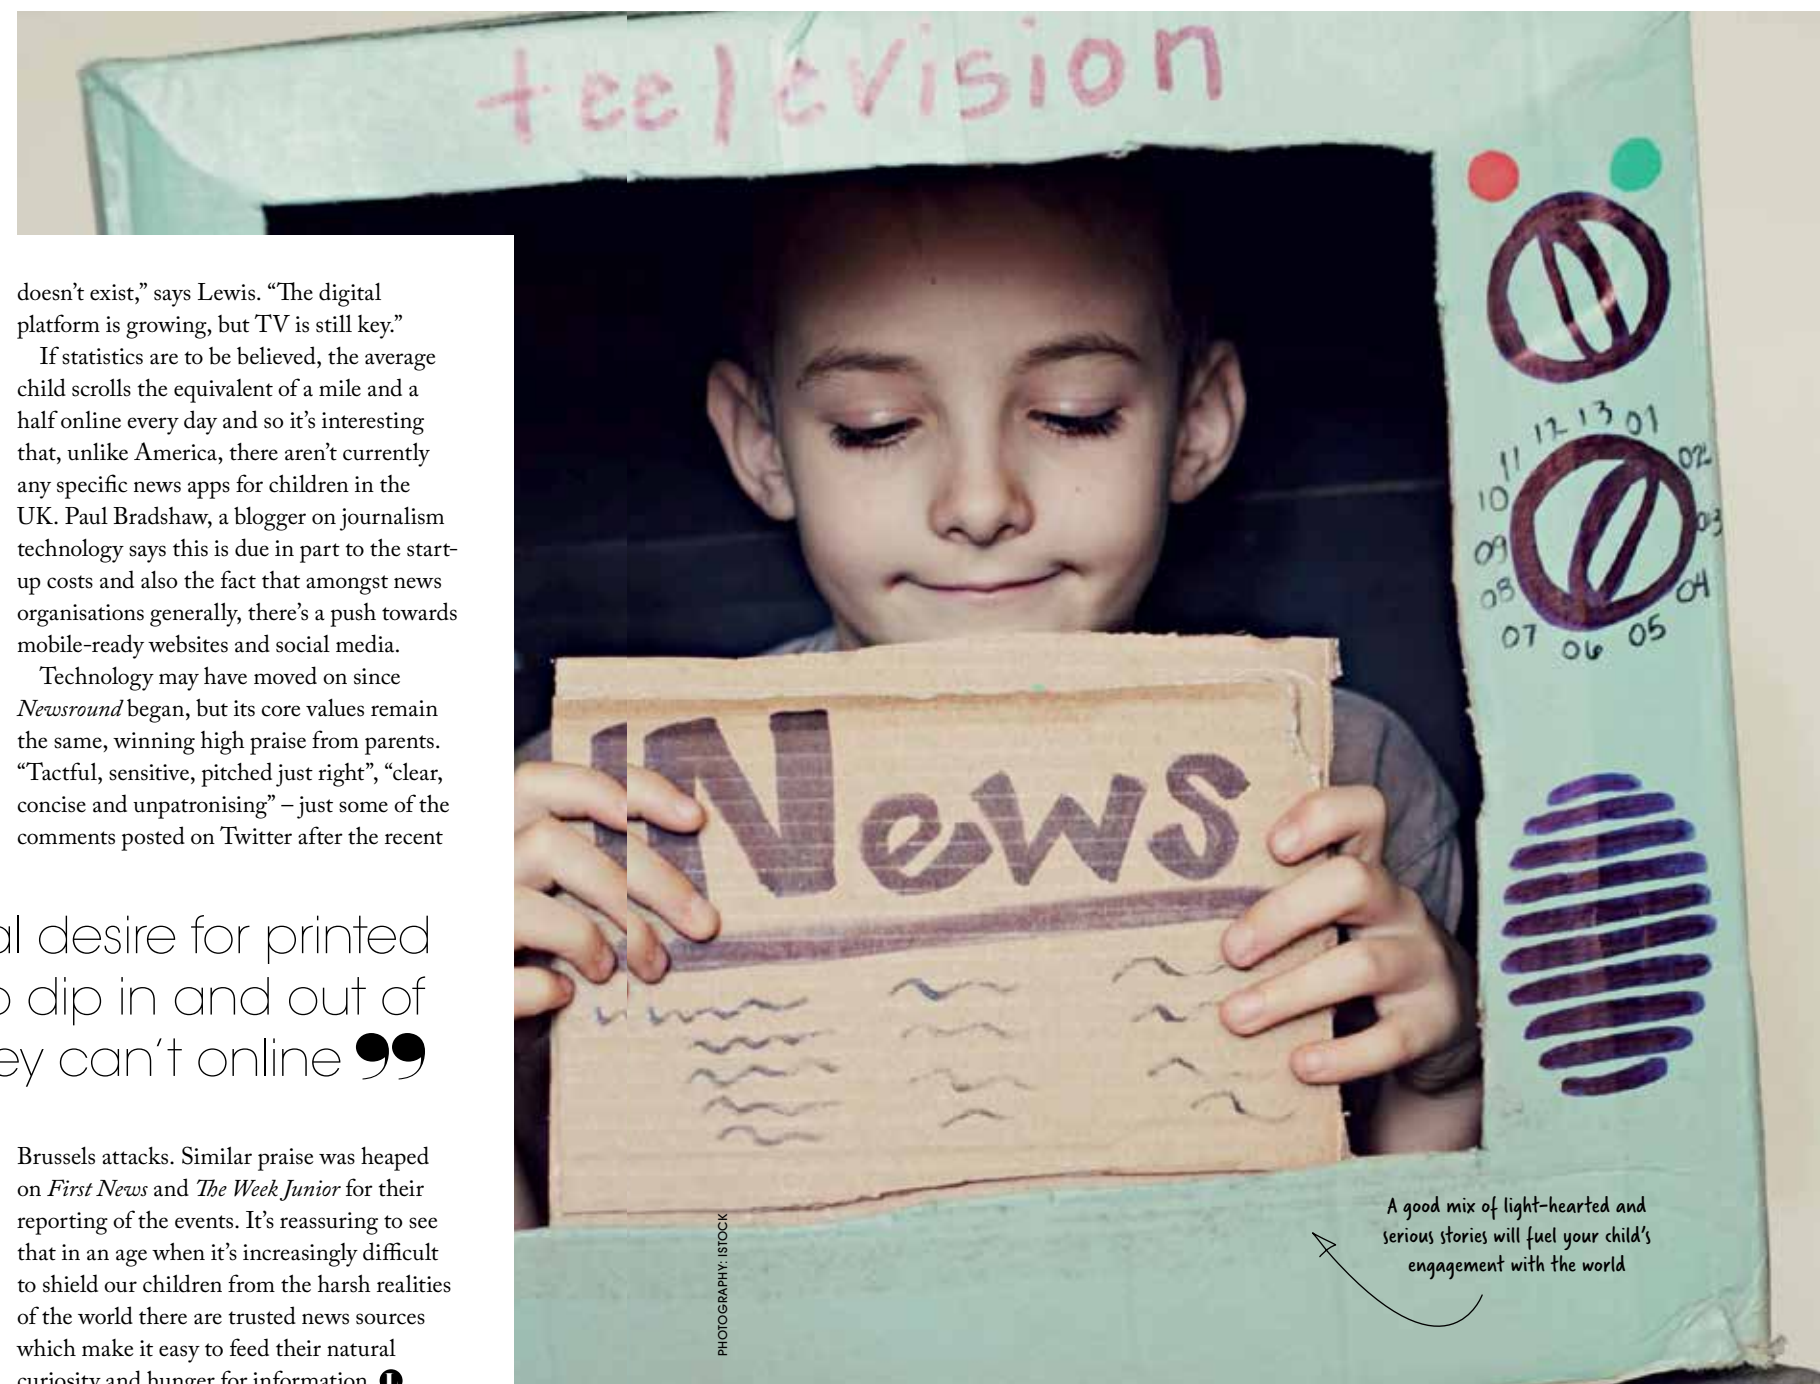 teelevision
doesn’t exist,” says Lewis. “The digital
platform is growing, but TV is still key.”
If statistics are to be believed, the average
child scrolls the equivalent of a mile and a
half online every day and so it’s interesting
that, unlike America, there aren’t currently
any specific news apps for children in the
UK. Paul Bradshaw, a blogger on journalism
technology says this is due in part to the start-
up costs and also the fact that amongst news
organisations generally, there’s a push towards
mobile-ready websites and social media.
Technology may have moved on since
Newsround began, but its core values remain
the same, winning high praise from parents.
“Tactful, sensitive, pitched just right”, “clear,
concise and unpatronising” – just some of the
comments posted on Twitter after the recent
desire for printed
dip in and out of
can’t online ”
Brussels attacks. Similar praise was heaped
on First News and The Week Junior for their
reporting of the events. It’s reassuring to see
that in an age when it’s increasingly difficult
to shield our children from the harsh realities
of the world there are trusted news sources
which make it easy to feed their natural
curiosity and hunger for information. L
News
12 13 01
11 02
10 03
09
08 04
07 06 05
PHOTOGRAPHY: ISTOCK
A good mix of light-hearted and
serious stories will fuel your child’s
engagement with the world